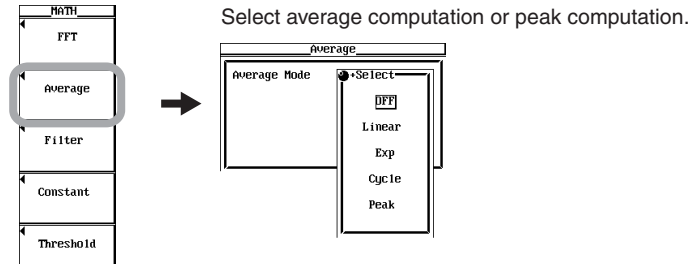 MATH
FFT
Average
Filter
Constant
Threshold
Select average computation or peak computation.
Average
Average Mode
+Select
OFF
Linear
Exp
Cycle
Peak